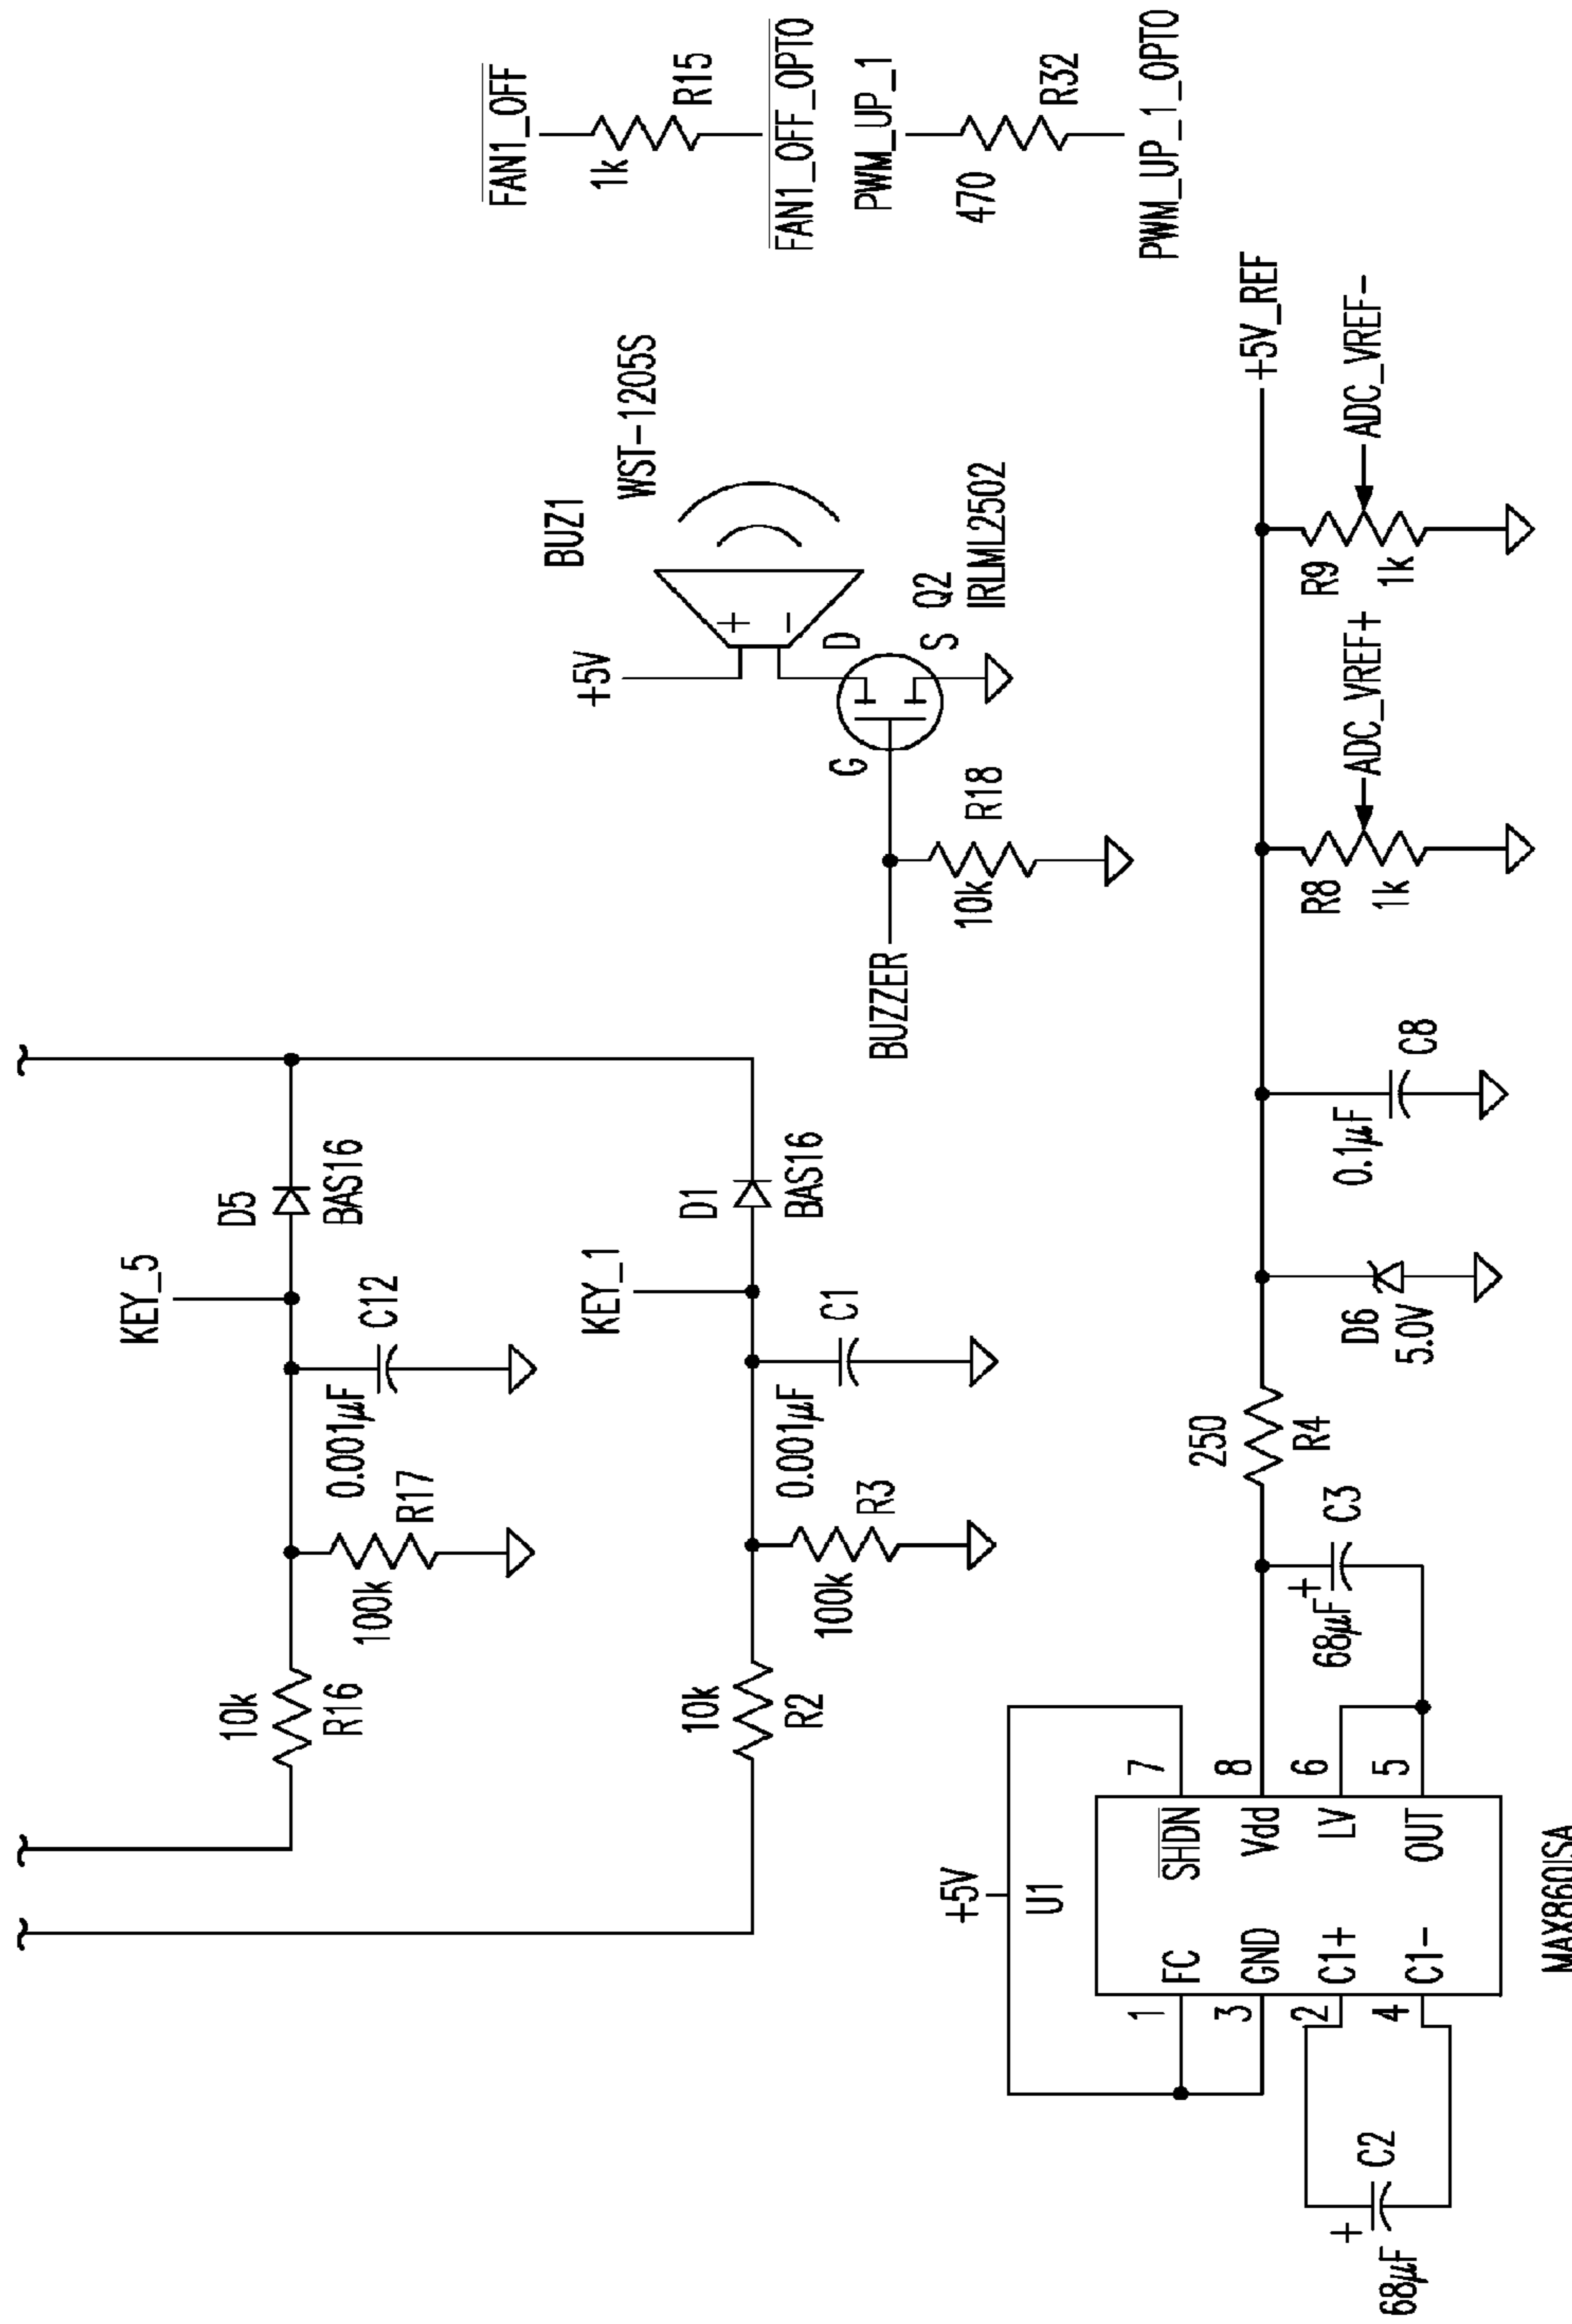 KEY_5
10k
R16
R17
100k
0.001µF
C12
D5
BAS16
KEY_1
10k
R2
R3
100k
0.001µF
C1
D1
BAS16
BUZZER
10k
R18
G
D
S
Q2
IRLML2502
+5V
BUZ1
WST-1205S
+
-
FAN1_OFF
1k
R15
FAN1_OFF_OPTO
PWM_UP_1
470
R32
PWM_UP_1_OPTO
+5V
U1
1
FC
SHDN
7
3
GND
Vdd
8
2
C1+
LV
6
4
C1-
OUT
5
MAX860ISA
+
68µF
C2
+
68µF
C3
250
R4
D6
5.0V
0.1µF
C8
R8
1k
ADC_VREF+
R9
1k
ADC_VREF-
+5V_REF